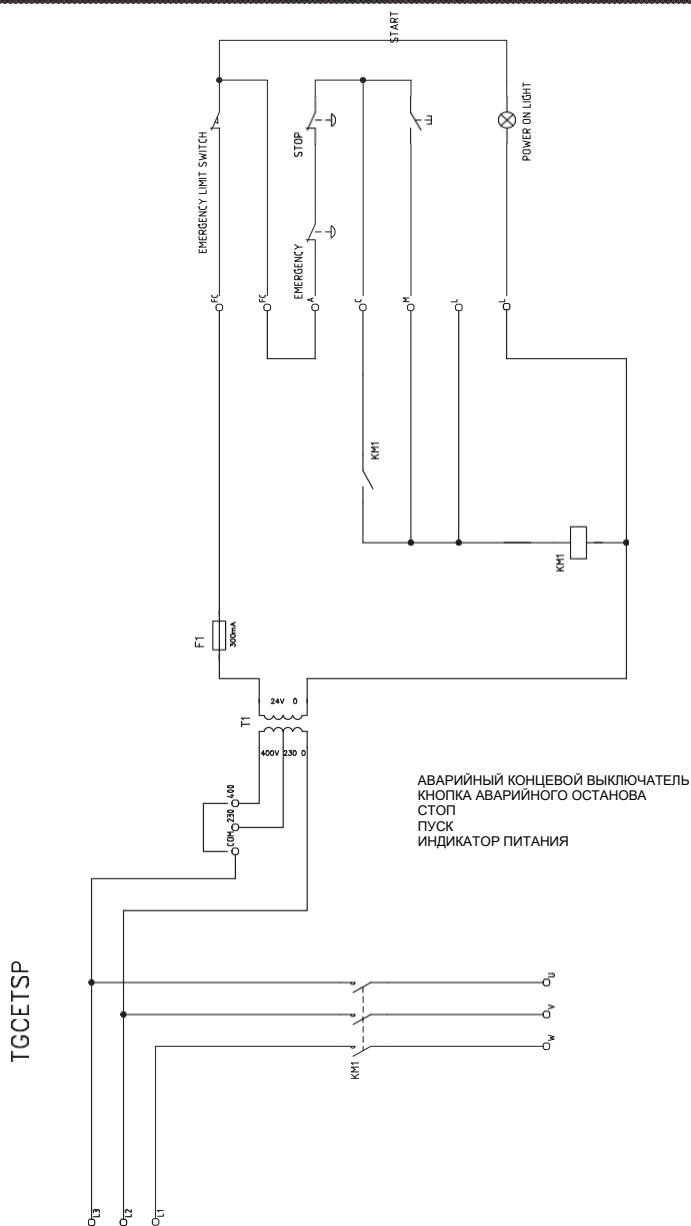 TGCETSP
START
EMERGENCY LIMIT SWITCH
STOP
EMERGENCY
POWER ON LIGHT
FC
FC
A
C
M
L
L
KM1
KM1
F1
300mA
T1
24V 0
400V 230 0
COM 230 400
АВАРИЙНЫЙ КОНЦЕВОЙ ВЫКЛЮЧАТЕЛЬ
КНОПКА АВАРИЙНОГО ОСТАНОВА
СТОП
ПУСК
ИНДИКАТОР ПИТАНИЯ
KM1
U
V
W
L3
L2
L1